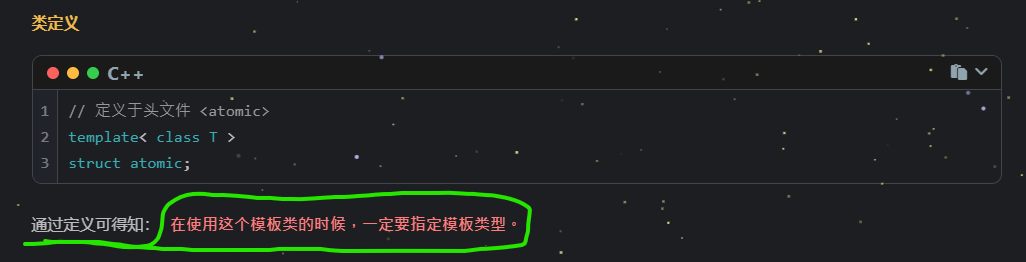 类定义
C++
1 // 定义于头文件 <atomic>
2 template< class T >
3 struct atomic;
通过定义可得知：在使用这个模板类的时候，一定要指定模板类型。